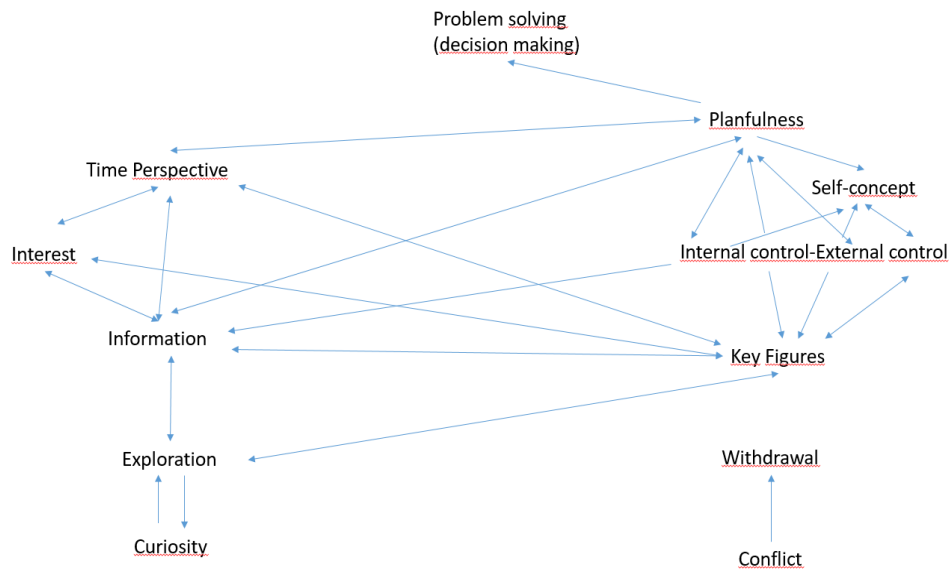 Problem solving
(decision making)
Planfulness
Time Perspective
Self-concept
Interest
Internal control-External control
Information
Key Figures
Exploration
Withdrawal
Curiosity
Conflict